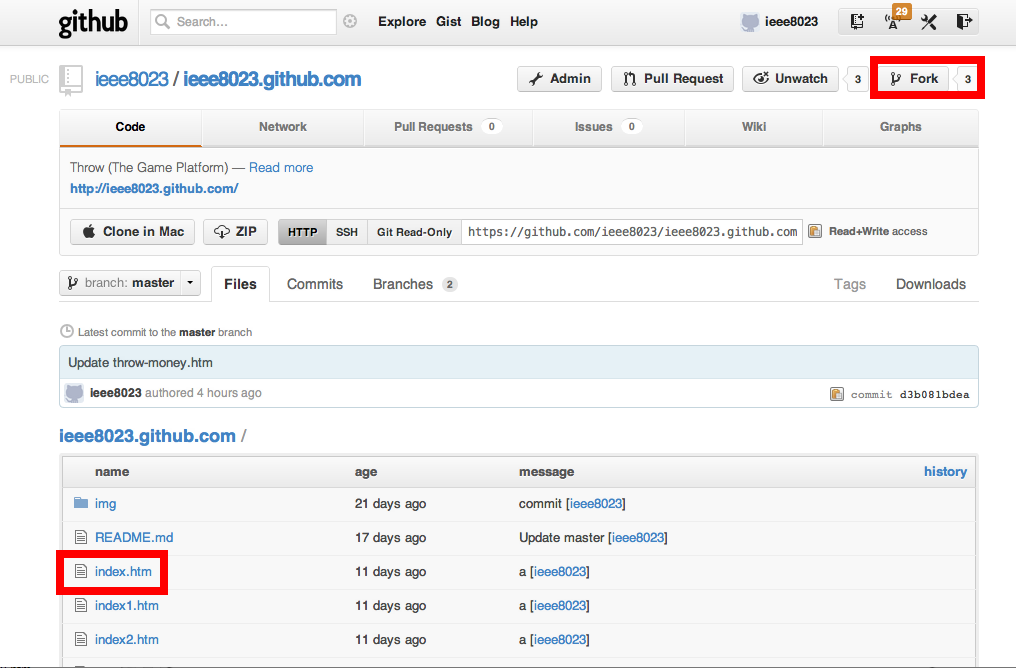 github Search... Explore Gist Blog Help ieee8023 29
PUBLIC ieee8023 / ieee8023.github.com Admin Pull Request Unwatch 3 Fork 3
Code Network Pull Requests 0 Issues 0 Wiki Graphs
Throw (The Game Platform) — Read more
http://ieee8023.github.com/
Clone in Mac ZIP HTTP SSH Git Read-Only https://github.com/ieee8023/ieee8023.github.com Read+Write access
branch: master Files Commits Branches 2 Tags Downloads
Latest commit to the master branch
Update throw-money.htm
ieee8023 authored 4 hours ago commit d3b081bdea
ieee8023.github.com /
name age message history
img 21 days ago commit [ieee8023]
README.md 17 days ago Update master [ieee8023]
index.htm 11 days ago a [ieee8023]
index1.htm 11 days ago a [ieee8023]
index2.htm 11 days ago a [ieee8023]